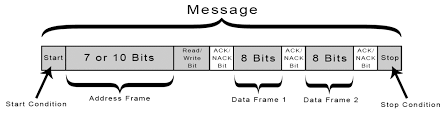 Message
Start
7 or 10 Bits
Read/
Write
Bit
ACK/
NACK
Bit
8 Bits
ACK/
NACK
Bit
8 Bits
ACK/
NACK
Bit
Stop
Start Condition
Address Frame
Data Frame 1
Data Frame 2
Stop Condition